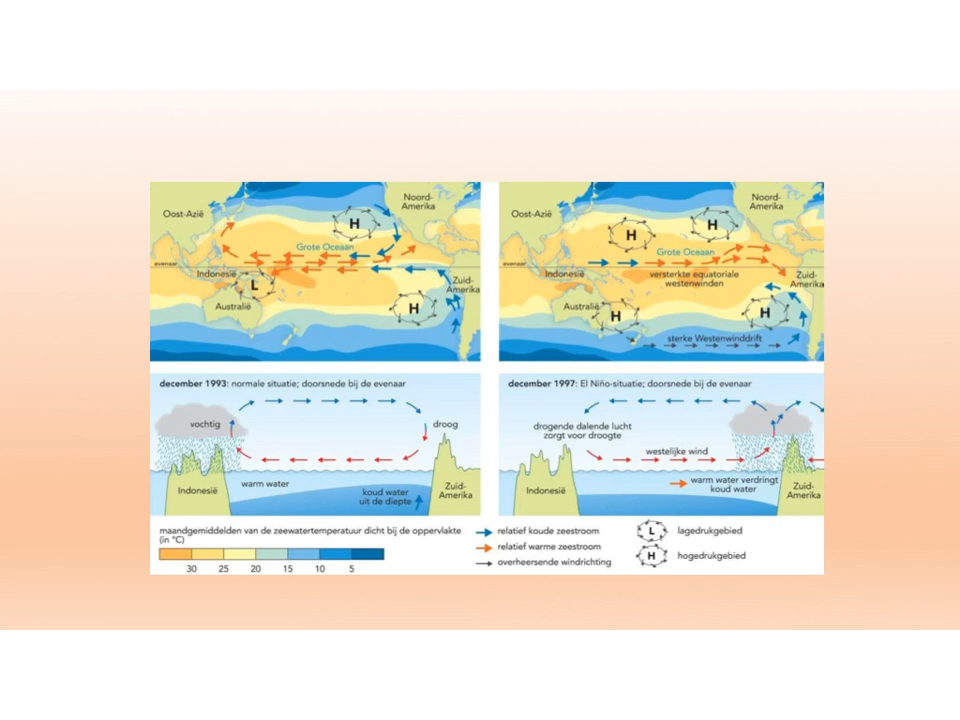 Oost-Azië
Noord-
Amerika
H
Grote Oceaan
evenaar
Indonesië
L
Zuid-
Amerika
Australië
H
Oost-Azië
Noord-
Amerika
H
H
Grote Oceaan
evenaar
Indonesië
versterkte equatoriale
westenwinden
Zuid-
Amerika
Australië
H
H
sterke Westenwinddrift
december 1993: normale situatie; doorsnede bij de evenaar
vochtig
droog
warm water
Indonesië
koud water
uit de diepte
Zuid-
Amerika
december 1997: El Niño-situatie; doorsnede bij de evenaar
drogende dalende lucht
zorgt voor droogte
westelijke wind
warm water verdringt
koud water
Indonesië
Zuid-
Amerika
maandgemiddelden van de zeewatertemperatuur dicht bij de oppervlakte
(in °C)
30 25 20 15 10 5
relatief koude zeestroom
relatief warme zeestroom
overheersende windrichting
L lagedrukgebied
H hogedrukgebied